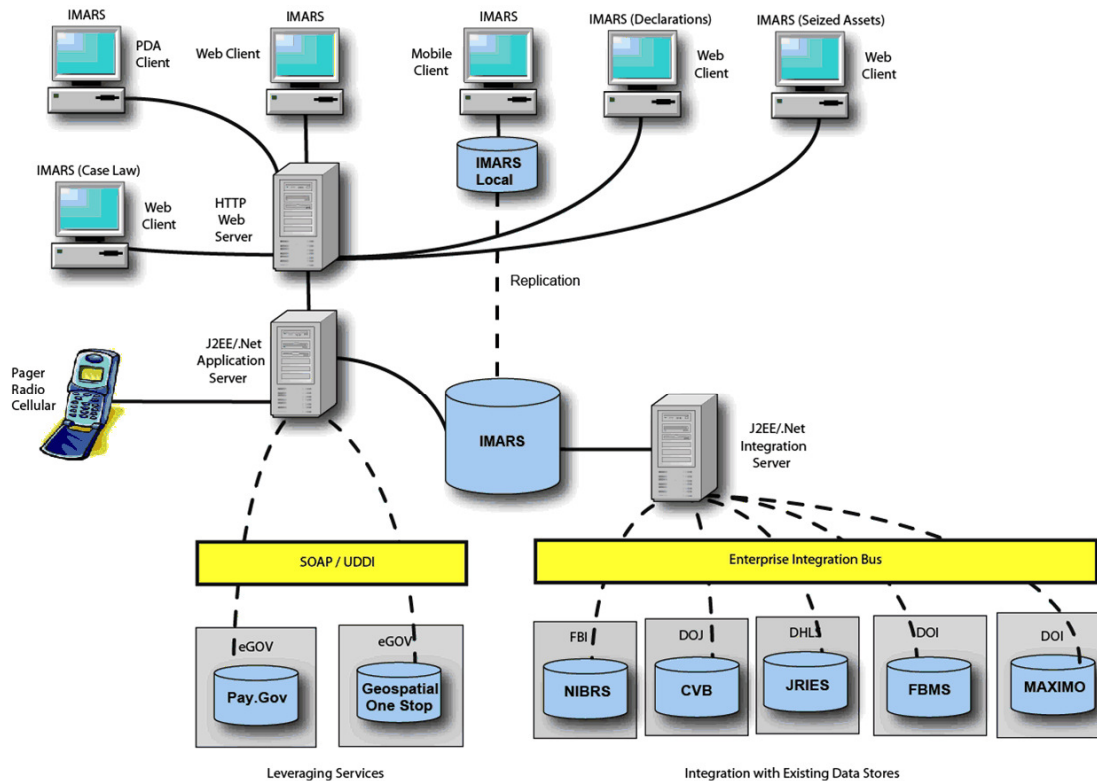 IMARS
PDA
Client
IMARS
Web Client
IMARS
Mobile
Client
IMARS (Declarations)
Web
Client
IMARS (Seized Assets)
Web
Client
IMARS
Local
IMARS (Case Law)
Web
Client
HTTP
Web
Server
Replication
J2EE/.Net
Application
Server
Pager
Radio
Cellular
IMARS
J2EE/.Net
Integration
Server
SOAP / UDDI
Enterprise Integration Bus
eGOV
Pay.Gov
eGOV
Geospatial
One Stop
FBI
NIBRS
DOJ
CVB
DHLS
JRIES
DOI
FBMS
DOI
MAXIMO
Leveraging Services
Integration with Existing Data Stores